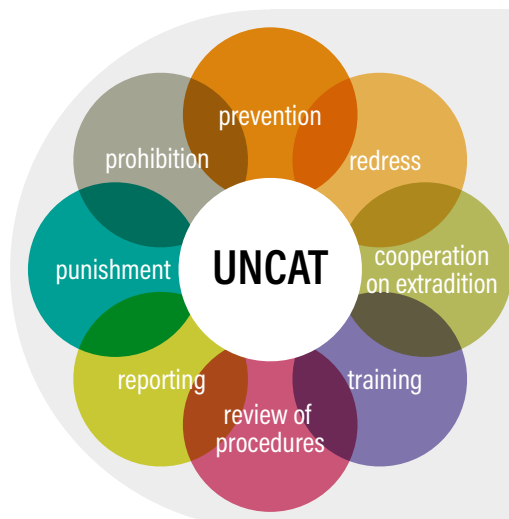 prevention
redress
cooperation
on extradition
training
review of
procedures
reporting
punishment
prohibition
UNCAT